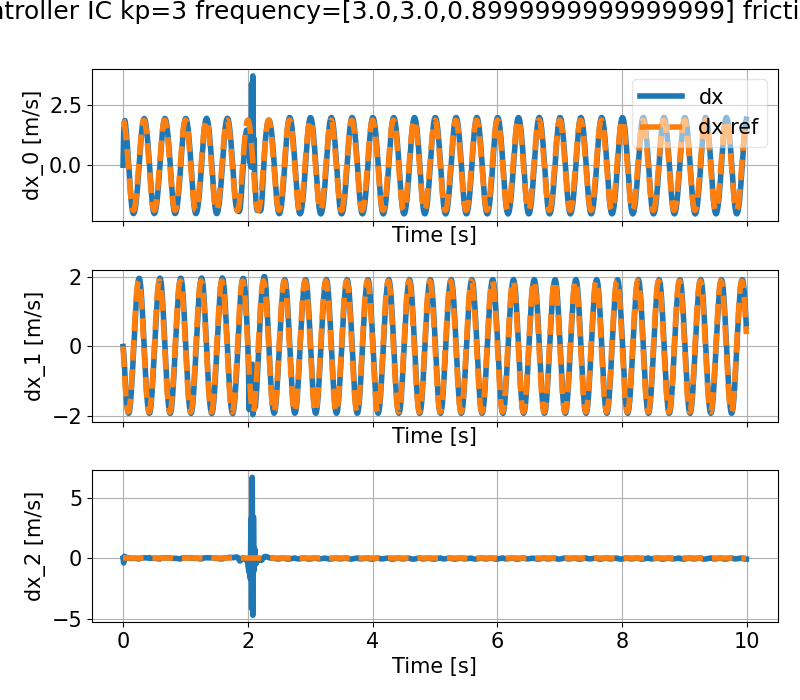 ntroller IC kp=3 frequency=[3.0,3.0,0.8999999999999999] fricti
dx_0 [m/s]
2.5
0.0
dx
dx ref
Time [s]
dx_1 [m/s]
2
0
−2
Time [s]
dx_2 [m/s]
5
0
−5
0 2 4 6 8 10
Time [s]